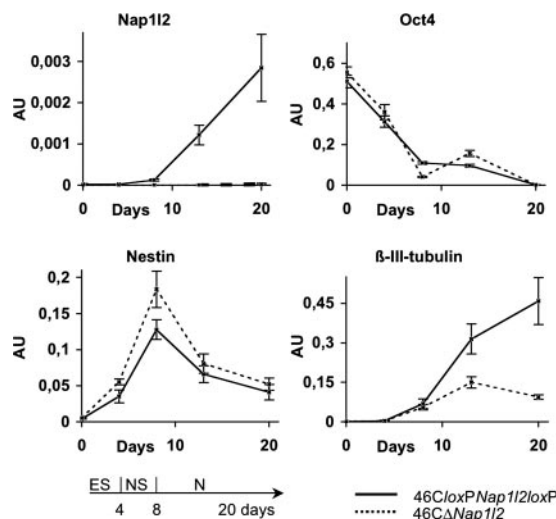 Nap1l2
Oct4
0,003
0,002
0,001
0
AU
0
Days
10
20
0,6
0,4
0,2
0
AU
0
Days
10
20
Nestin
ß-III-tubulin
0,2
0,15
0,1
0,05
0
AU
0
Days
10
20
0,45
0,3
0,15
0
AU
0
Days
10
20
ES NS N
4 8 20 days
46CloxPNap1l2loxP
46CΔNap1l2